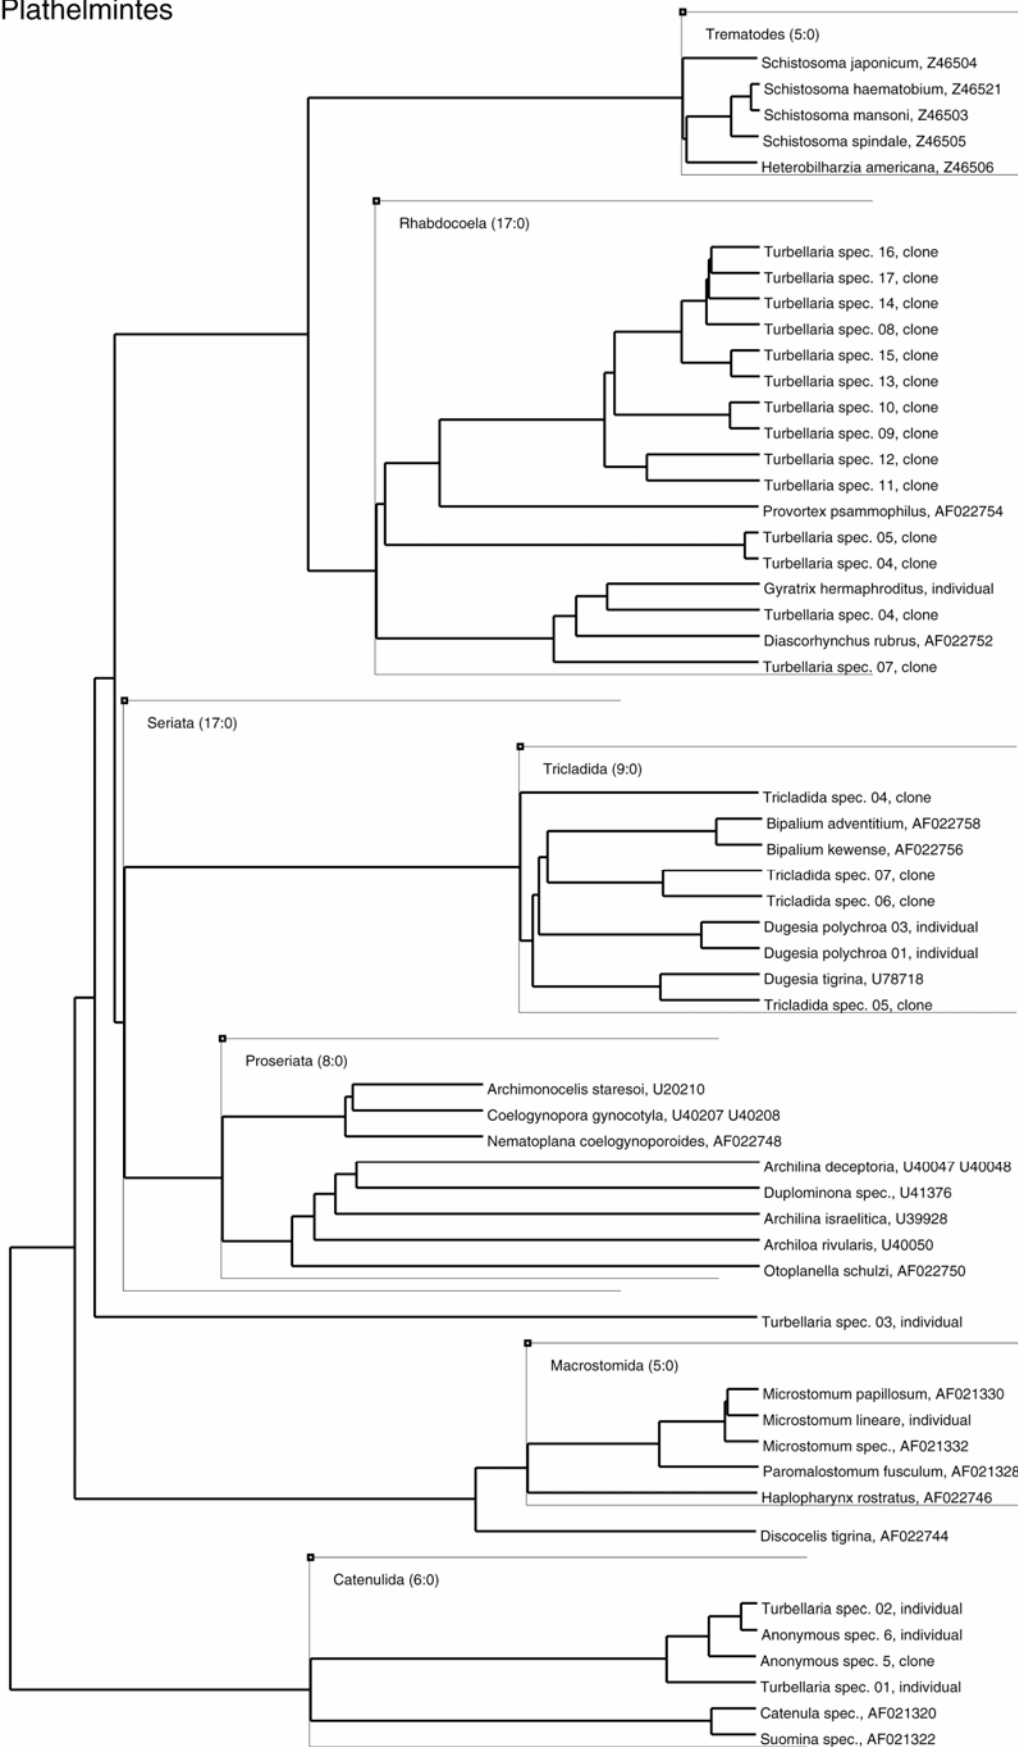 Plathelmintes
Trematodes (5:0)
Schistosoma japonicum, Z46504
Schistosoma haematobium, Z46521
Schistosoma mansoni, Z46503
Schistosoma spindale, Z46505
Heterobilharzia americana, Z46506
Rhabdocoela (17:0)
Turbellaria spec. 16, clone
Turbellaria spec. 17, clone
Turbellaria spec. 14, clone
Turbellaria spec. 08, clone
Turbellaria spec. 15, clone
Turbellaria spec. 13, clone
Turbellaria spec. 10, clone
Turbellaria spec. 09, clone
Turbellaria spec. 12, clone
Turbellaria spec. 11, clone
Provortex psammophilus, AF022754
Turbellaria spec. 05, clone
Turbellaria spec. 04, clone
Gyratrix hermaphroditus, individual
Turbellaria spec. 04, clone
Diascorhynchus rubrus, AF022752
Turbellaria spec. 07, clone
Seriata (17:0)
Tricladida (9:0)
Tricladida spec. 04, clone
Bipalium adventitium, AF022758
Bipalium kewense, AF022756
Tricladida spec. 07, clone
Tricladida spec. 06, clone
Dugesia polychroa 03, individual
Dugesia polychroa 01, individual
Dugesia tigrina, U78718
Tricladida spec. 05, clone
Proseriata (8:0)
Archimonocelis staresoi, U20210
Coelogynopora gynocotyla, U40207 U40208
Nematoplana coelogynoporoides, AF022748
Archilina deceptoria, U40047 U40048
Duplominona spec., U41376
Archilina israelitica, U39928
Archiloa rivularis, U40050
Otoplanella schulzi, AF022750
Turbellaria spec. 03, individual
Macrostomida (5:0)
Microstomum papillosum, AF021330
Microstomum lineare, individual
Microstomum spec., AF021332
Paromalostomum fusculum, AF021328
Haplopharynx rostratus, AF022746
Discocelis tigrina, AF022744
Catenulida (6:0)
Turbellaria spec. 02, individual
Anonymous spec. 6, individual
Anonymous spec. 5, clone
Turbellaria spec. 01, individual
Catenula spec., AF021320
Suomina spec., AF021322